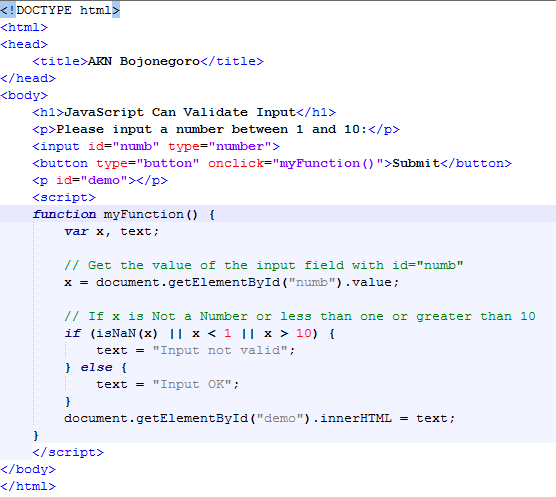 <!DOCTYPE html>
<html>
<head>
    <title>AKN Bojonegoro</title>
</head>
<body>
    <h1>JavaScript Can Validate Input</h1>
    <p>Please input a number between 1 and 10:</p>
    <input id="numb" type="number">
    <button type="button" onclick="myFunction()">Submit</button>
    <p id="demo"></p>
    <script>
    function myFunction() {
        var x, text;

        // Get the value of the input field with id="numb"
        x = document.getElementById("numb").value;

        // If x is Not a Number or less than one or greater than 10
        if (isNaN(x) || x < 1 || x > 10) {
            text = "Input not valid";
        } else {
            text = "Input OK";
        }
        document.getElementById("demo").innerHTML = text;
    }
    </script>
</body>
</html>